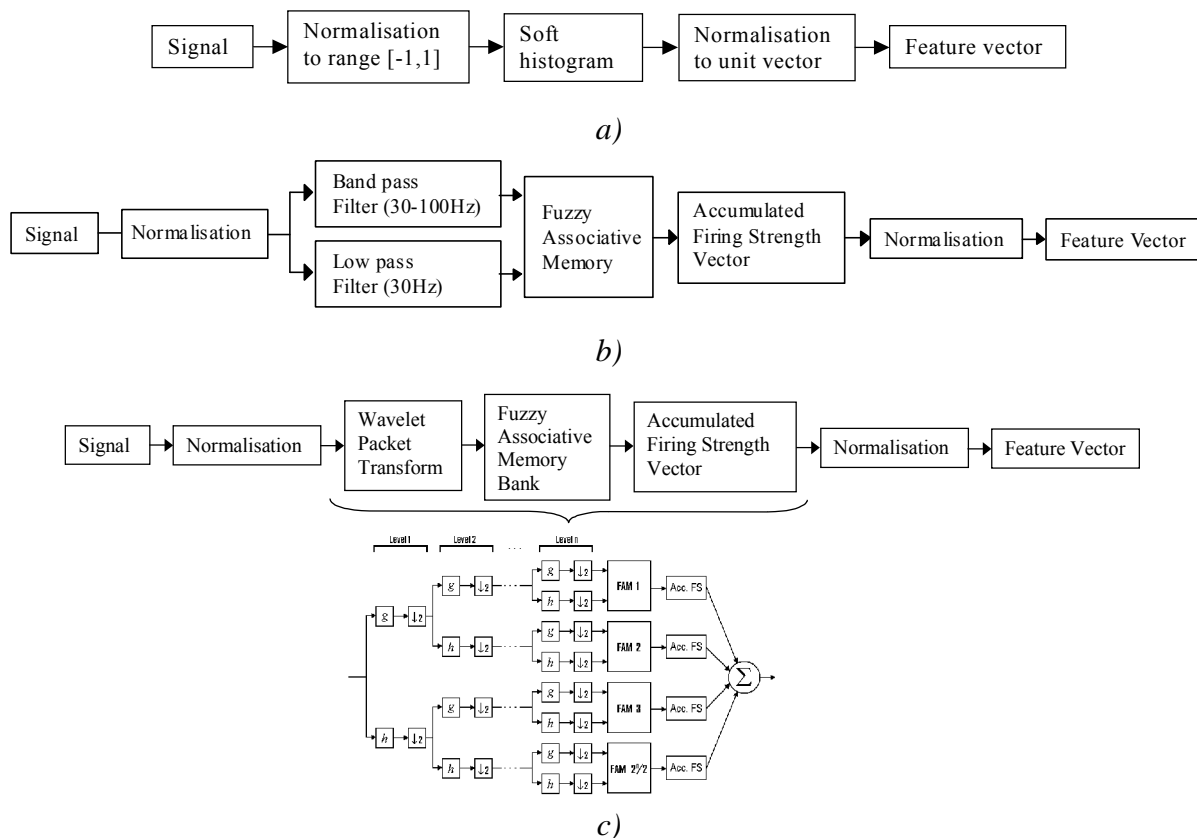 Signal
Normalisation
to range [-1,1]
Soft
histogram
Normalisation
to unit vector
Feature vector
a)
Signal
Normalisation
Band pass
Filter (30-100Hz)
Low pass
Filter (30Hz)
Fuzzy
Associative
Memory
Accumulated
Firing Strength
Vector
Normalisation
Feature Vector
b)
Signal
Normalisation
Wavelet
Packet
Transform
Fuzzy
Associative
Memory
Bank
Accumulated
Firing Strength
Vector
Normalisation
Feature Vector
Level 1
Level 2
. . .
Level n
g ↓2
h ↓2
g ↓2
h ↓2
g ↓2
h ↓2
g ↓2
h ↓2
g ↓2
h ↓2
g ↓2
h ↓2
g ↓2
h ↓2
FAM 1
FAM 2
FAM 3
FAM 2ⁿ/2
Acc. FS
Acc. FS
Acc. FS
Acc. FS
Σ
c)